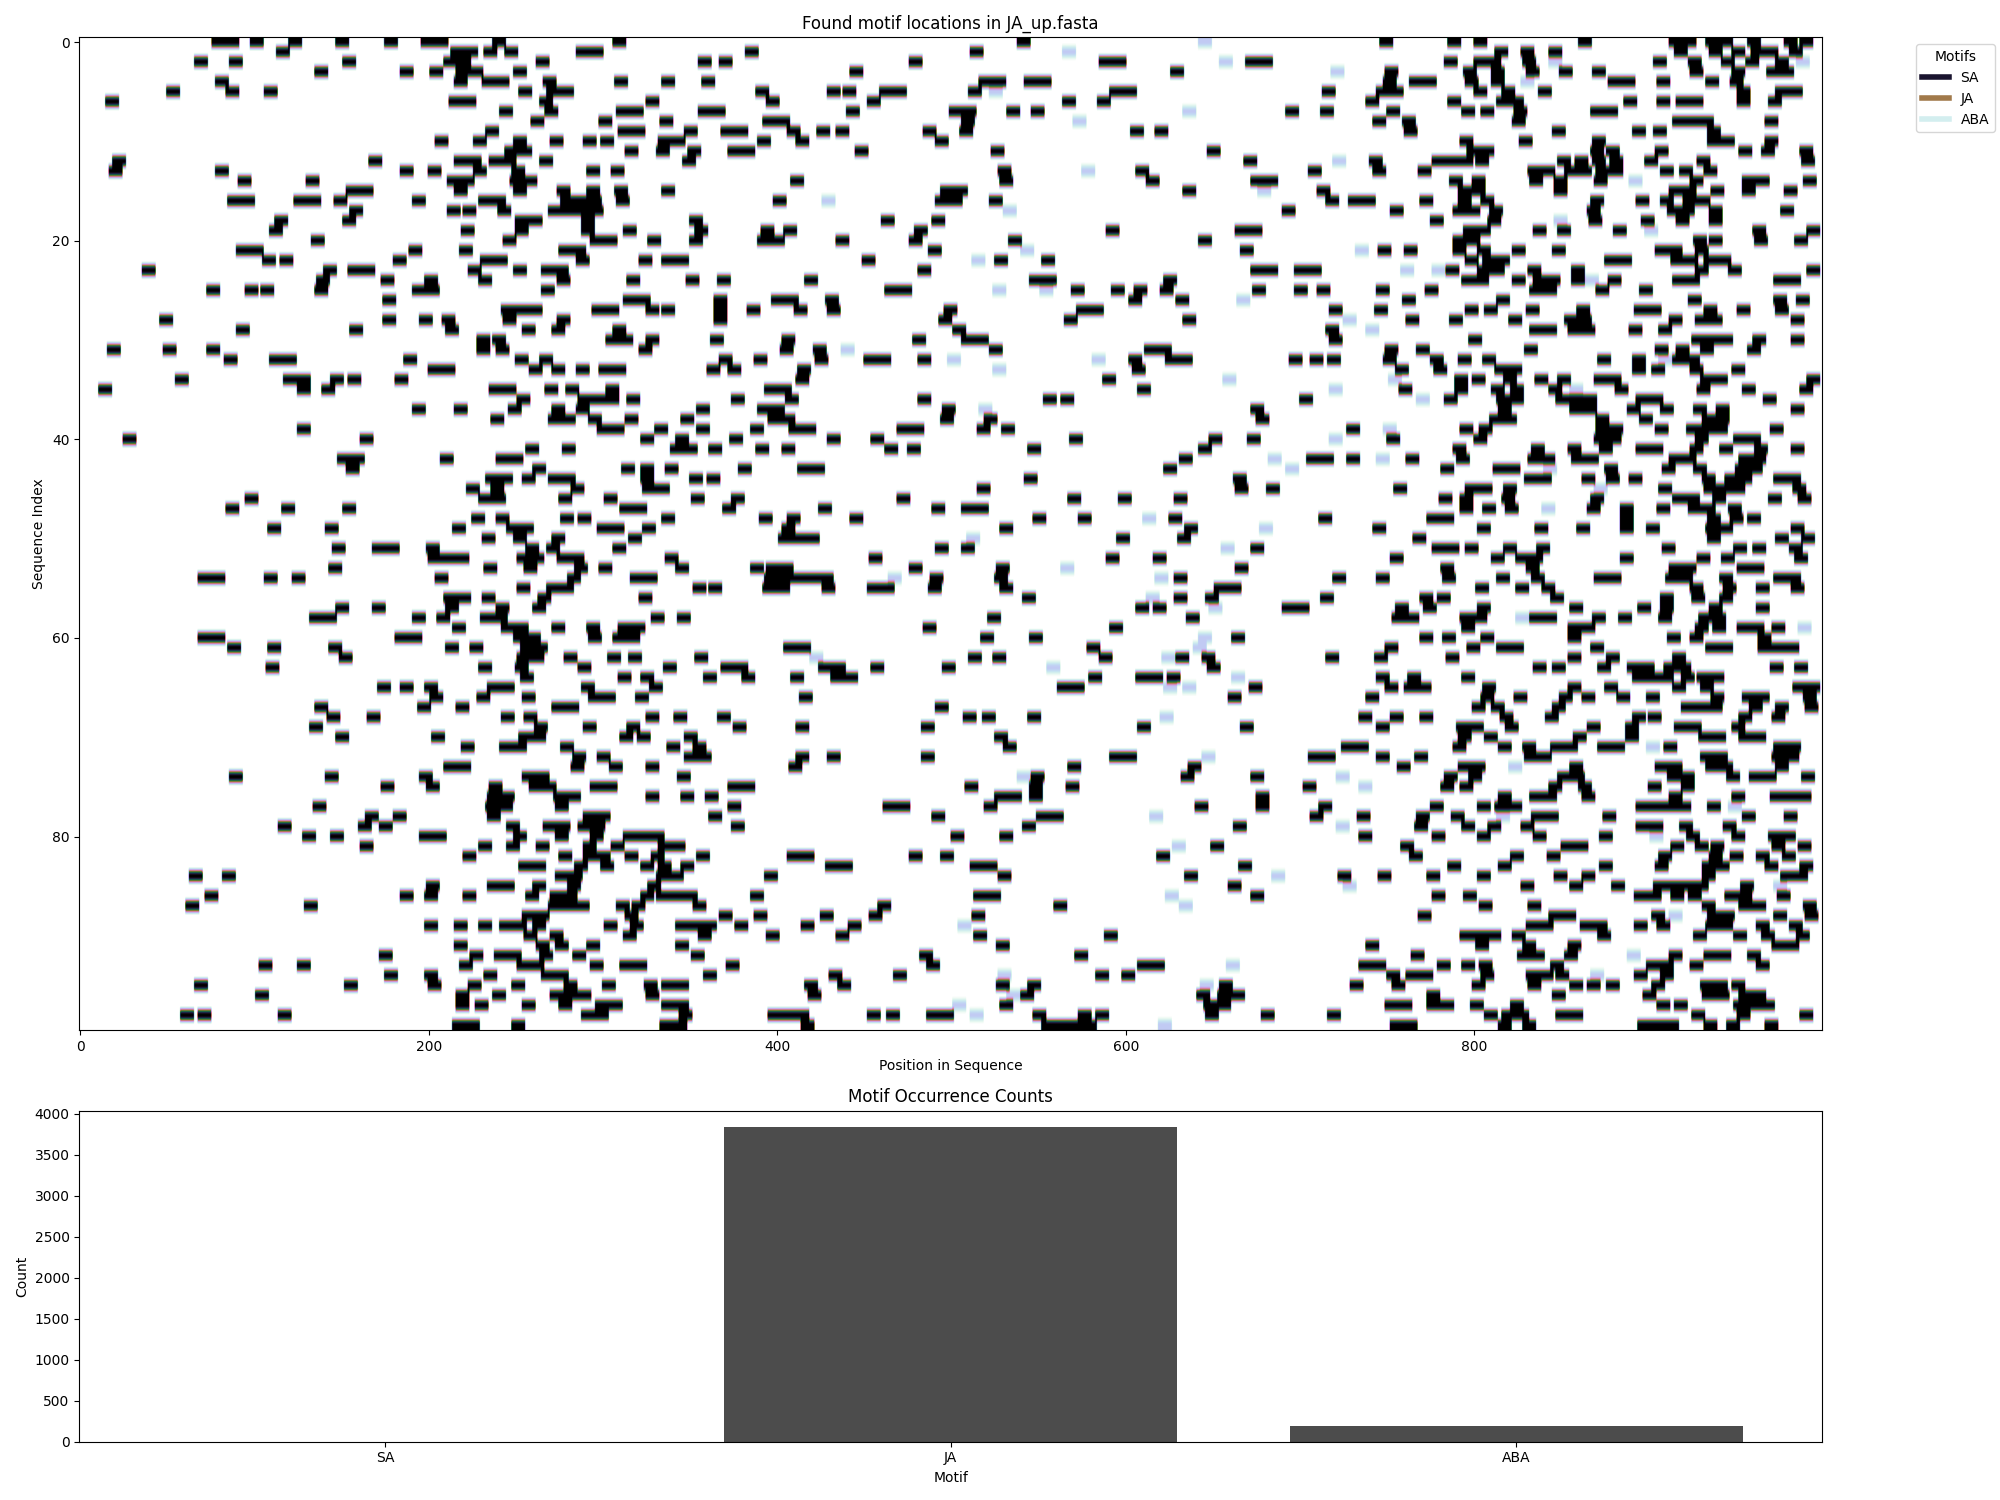 Found motif locations in JA_up.fasta
Motifs
SA
JA
ABA
0
20
40
60
80
Sequence Index
0
200
400
600
800
Position in Sequence
Motif Occurrence Counts
4000
3500
3000
2500
2000
1500
1000
500
0
Count
SA
JA
ABA
Motif